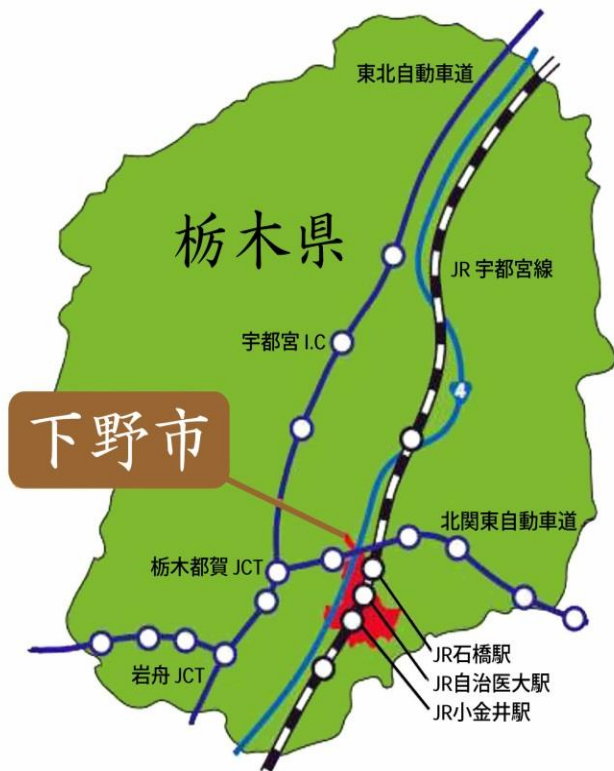 東北自動車道
栃木県
JR 宇都宮線
宇都宮 I.C
4
下野市
北関東自動車道
栃木都賀 JCT
岩舟 JCT
JR石橋駅
JR自治医大駅
JR小金井駅